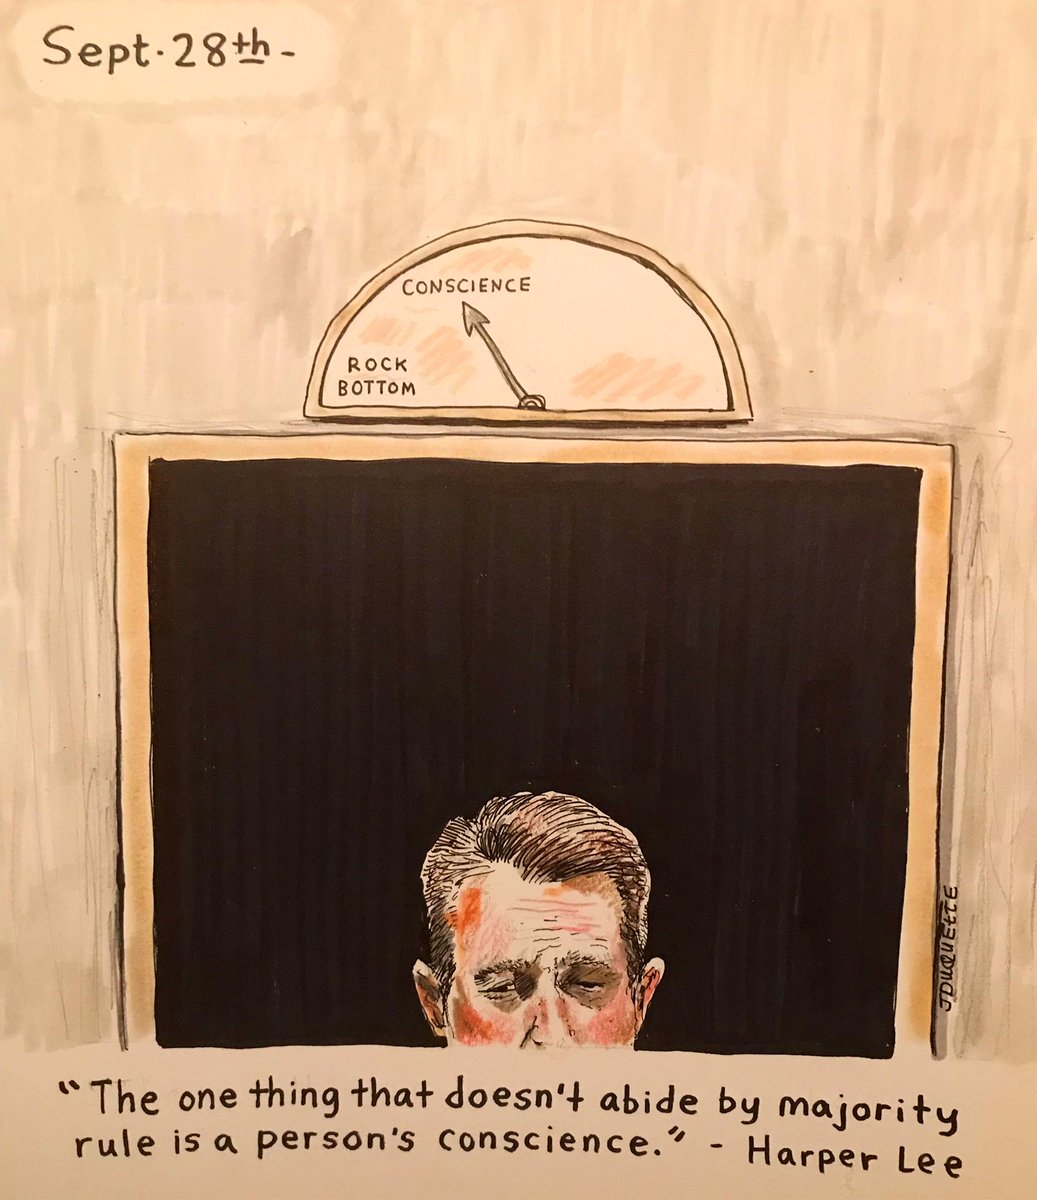 Sept. 28th -
CONSCIENCE
ROCK
BOTTOM
JDUQUETTE
"The one thing that doesn't abide by majority
rule is a person's conscience." - Harper Lee